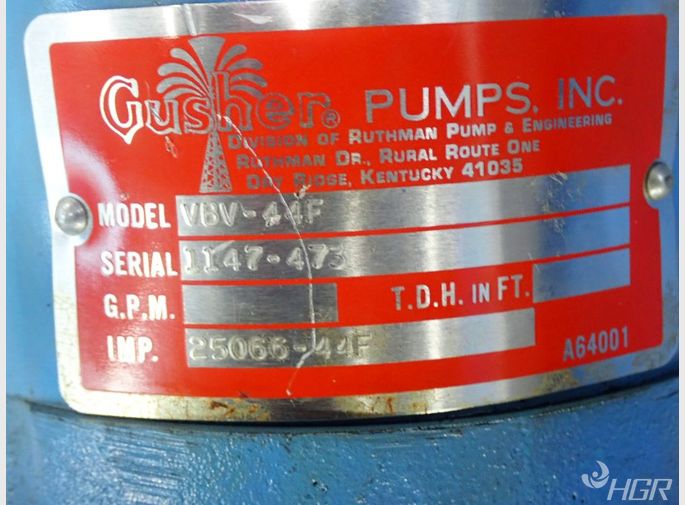 Gusher® PUMPS, INC.
DIVISION OF RUTHMAN PUMP & ENGINEERING
RUTHMAN DR., RURAL ROUTE ONE
DRY RIDGE, KENTUCKY 41035
MODEL VBV-44F
SERIAL 1147-473
G.P.M. T.D.H. IN FT.
IMP. 25066-44F
A64001
HGR